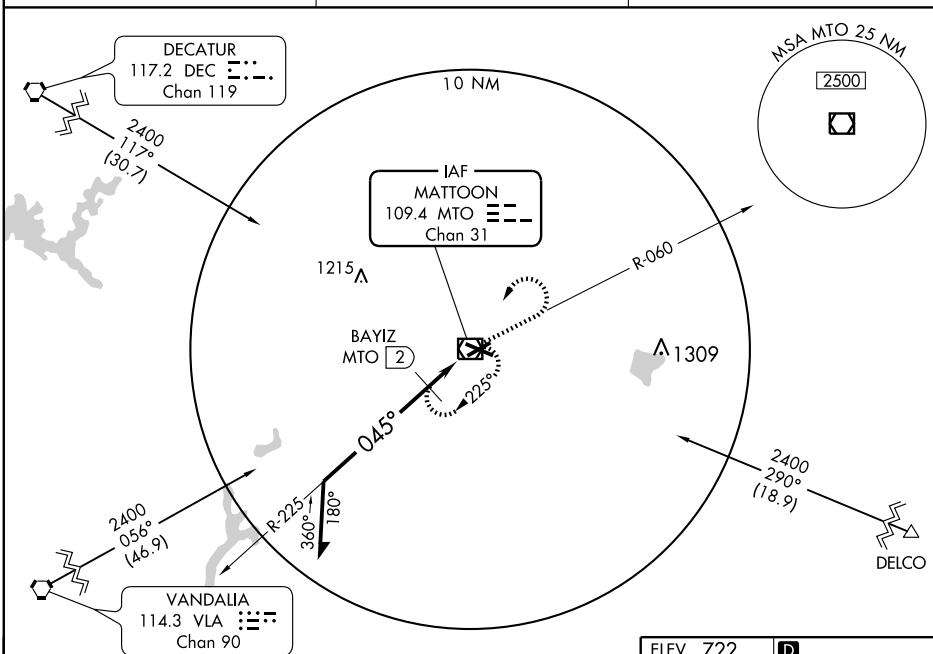 DECATUR
117.2 DEC
Chan 119
2400
117°
(30.7)
10 NM
MSA MTO 25 NM
2500
IAF
MATTOON
109.4 MTO
Chan 31
R-060
1215
BAYIZ
MTO 2
1309
225°
045°
2400
290°
(18.9)
DELCO
R-225
360°
180°
2400
056°
(46.9)
VANDALIA
114.3 VLA
Chan 90
ELEV 722
D